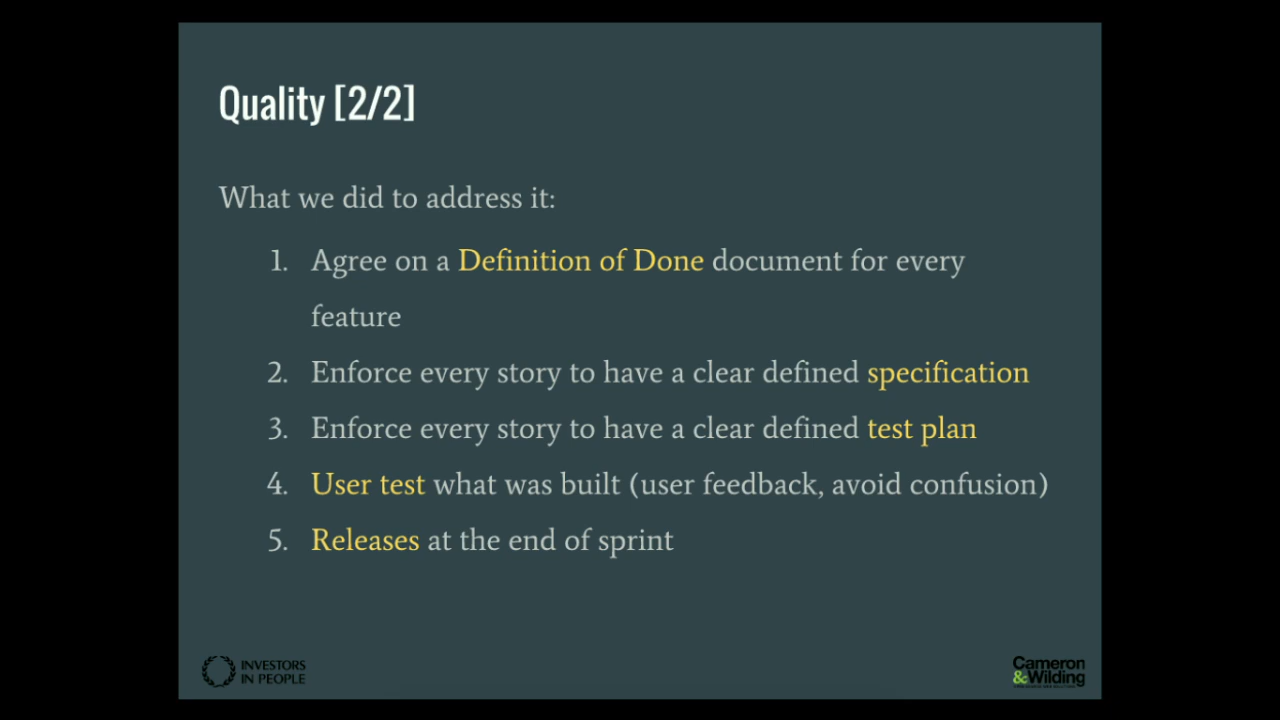 Quality [2/2]
What we did to address it:
1. Agree on a Definition of Done document for every
feature
2. Enforce every story to have a clear defined specification
3. Enforce every story to have a clear defined test plan
4. User test what was built (user feedback, avoid confusion)
5. Releases at the end of sprint
INVESTORS
IN PEOPLE
Cameron
&Wilding